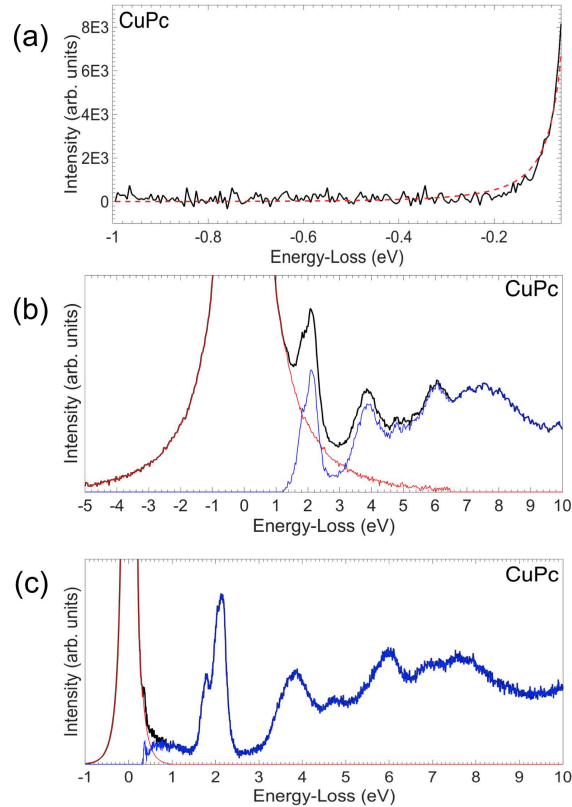 (a)
CuPc
Intensity (arb. units)
8E3
6E3
4E3
2E3
0
-1 -0.8 -0.6 -0.4 -0.2
Energy-Loss (eV)
(b)
CuPc
Intensity (arb. units)
-5 -4 -3 -2 -1 0 1 2 3 4 5 6 7 8 9 10
Energy-Loss (eV)
(c)
CuPc
Intensity (arb. units)
-1 0 1 2 3 4 5 6 7 8 9 10
Energy-Loss (eV)